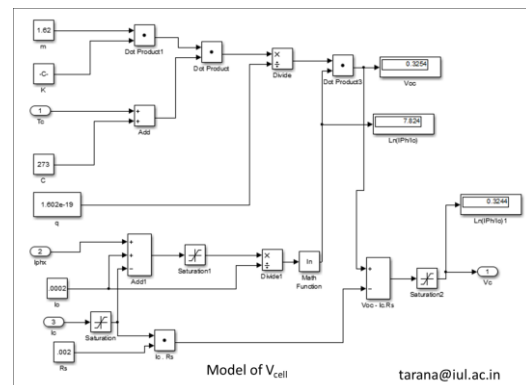 1.62
m
Dot Product1
-C-
K
Dot Product
Divide
Dot Product3
0.3254
Voc
1
Tc
Add
7.824
Ln(IPh/Io)
273
C
1.602e-19
q
0.3244
Ln(IPh/Io)1
2
Iphx
Add1
Saturation1
Divide1
ln
Math
Function
.0002
Io
Voc - Ic.Rs
Saturation2
1
Vc
3
Ic
Saturation
.002
Rs
Ic . Rs
Model of Vcell
tarana@iul.ac.in